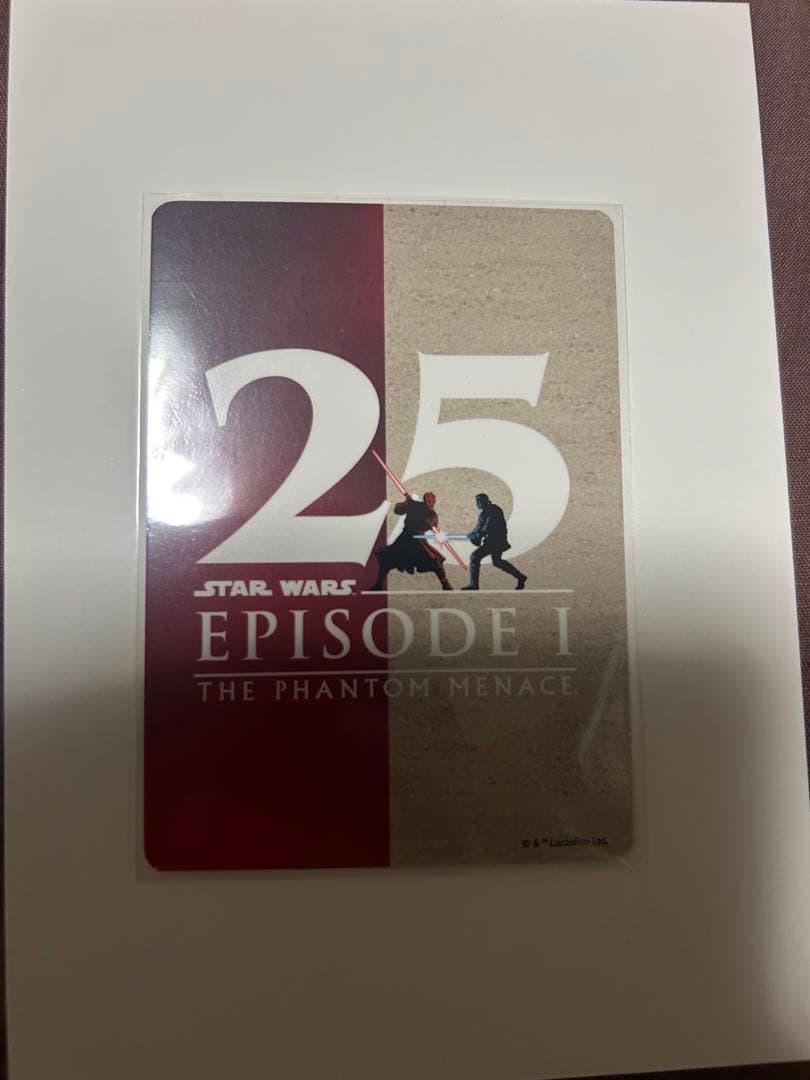 25
STAR WARS
EPISODE I
THE PHANTOM MENACE
© & ™ Lucasfilm Ltd.